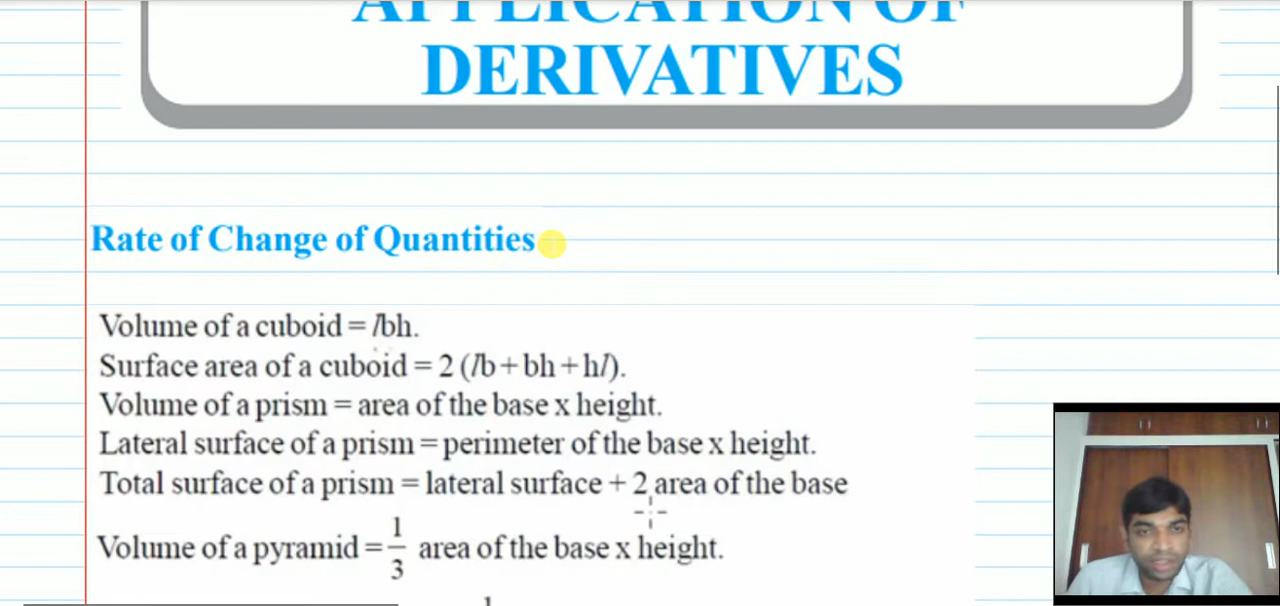 APPLICATION OF
DERIVATIVES
Rate of Change of Quantities
Volume of a cuboid = lbh.
Surface area of a cuboid = 2 (lb + bh + hl).
Volume of a prism = area of the base x height.
Lateral surface of a prism = perimeter of the base x height.
Total surface of a prism = lateral surface + 2 area of the base
Volume of a pyramid = 1/3 area of the base x height.